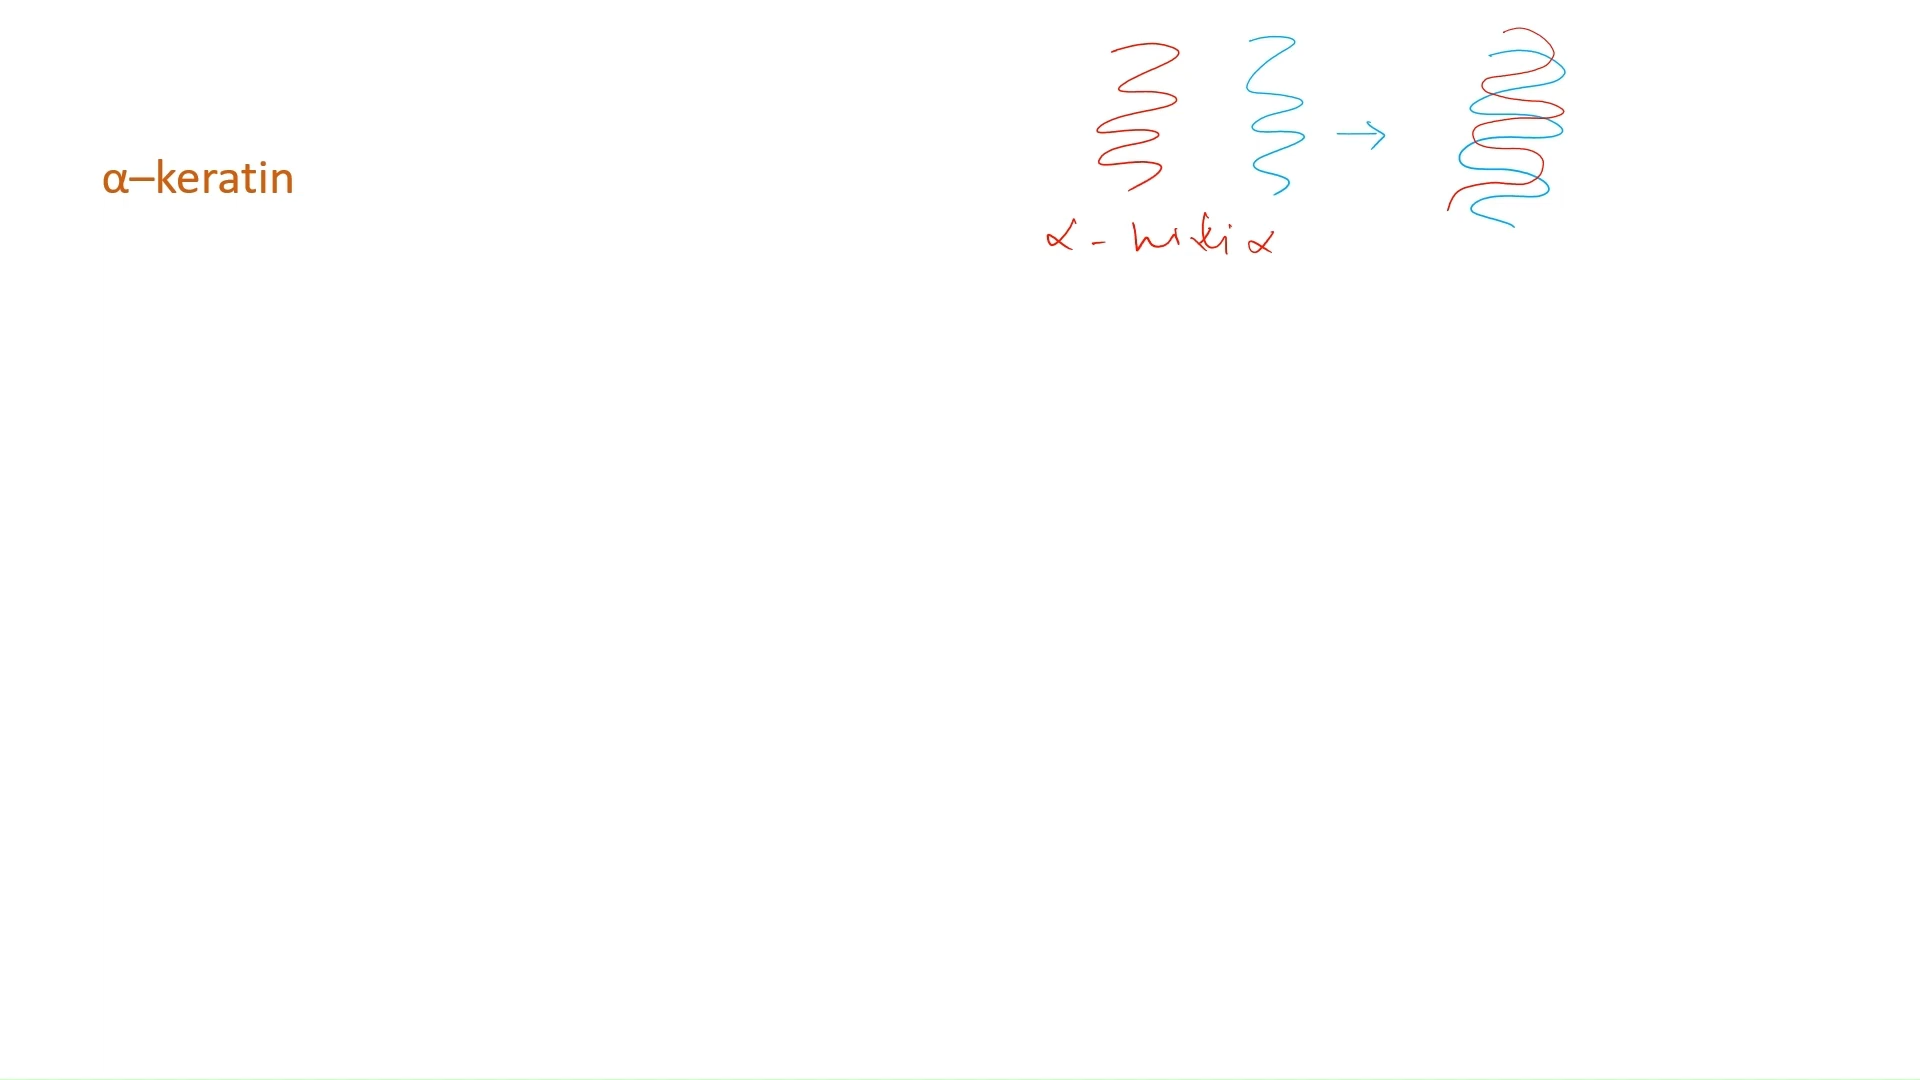 α–keratin
α-helix